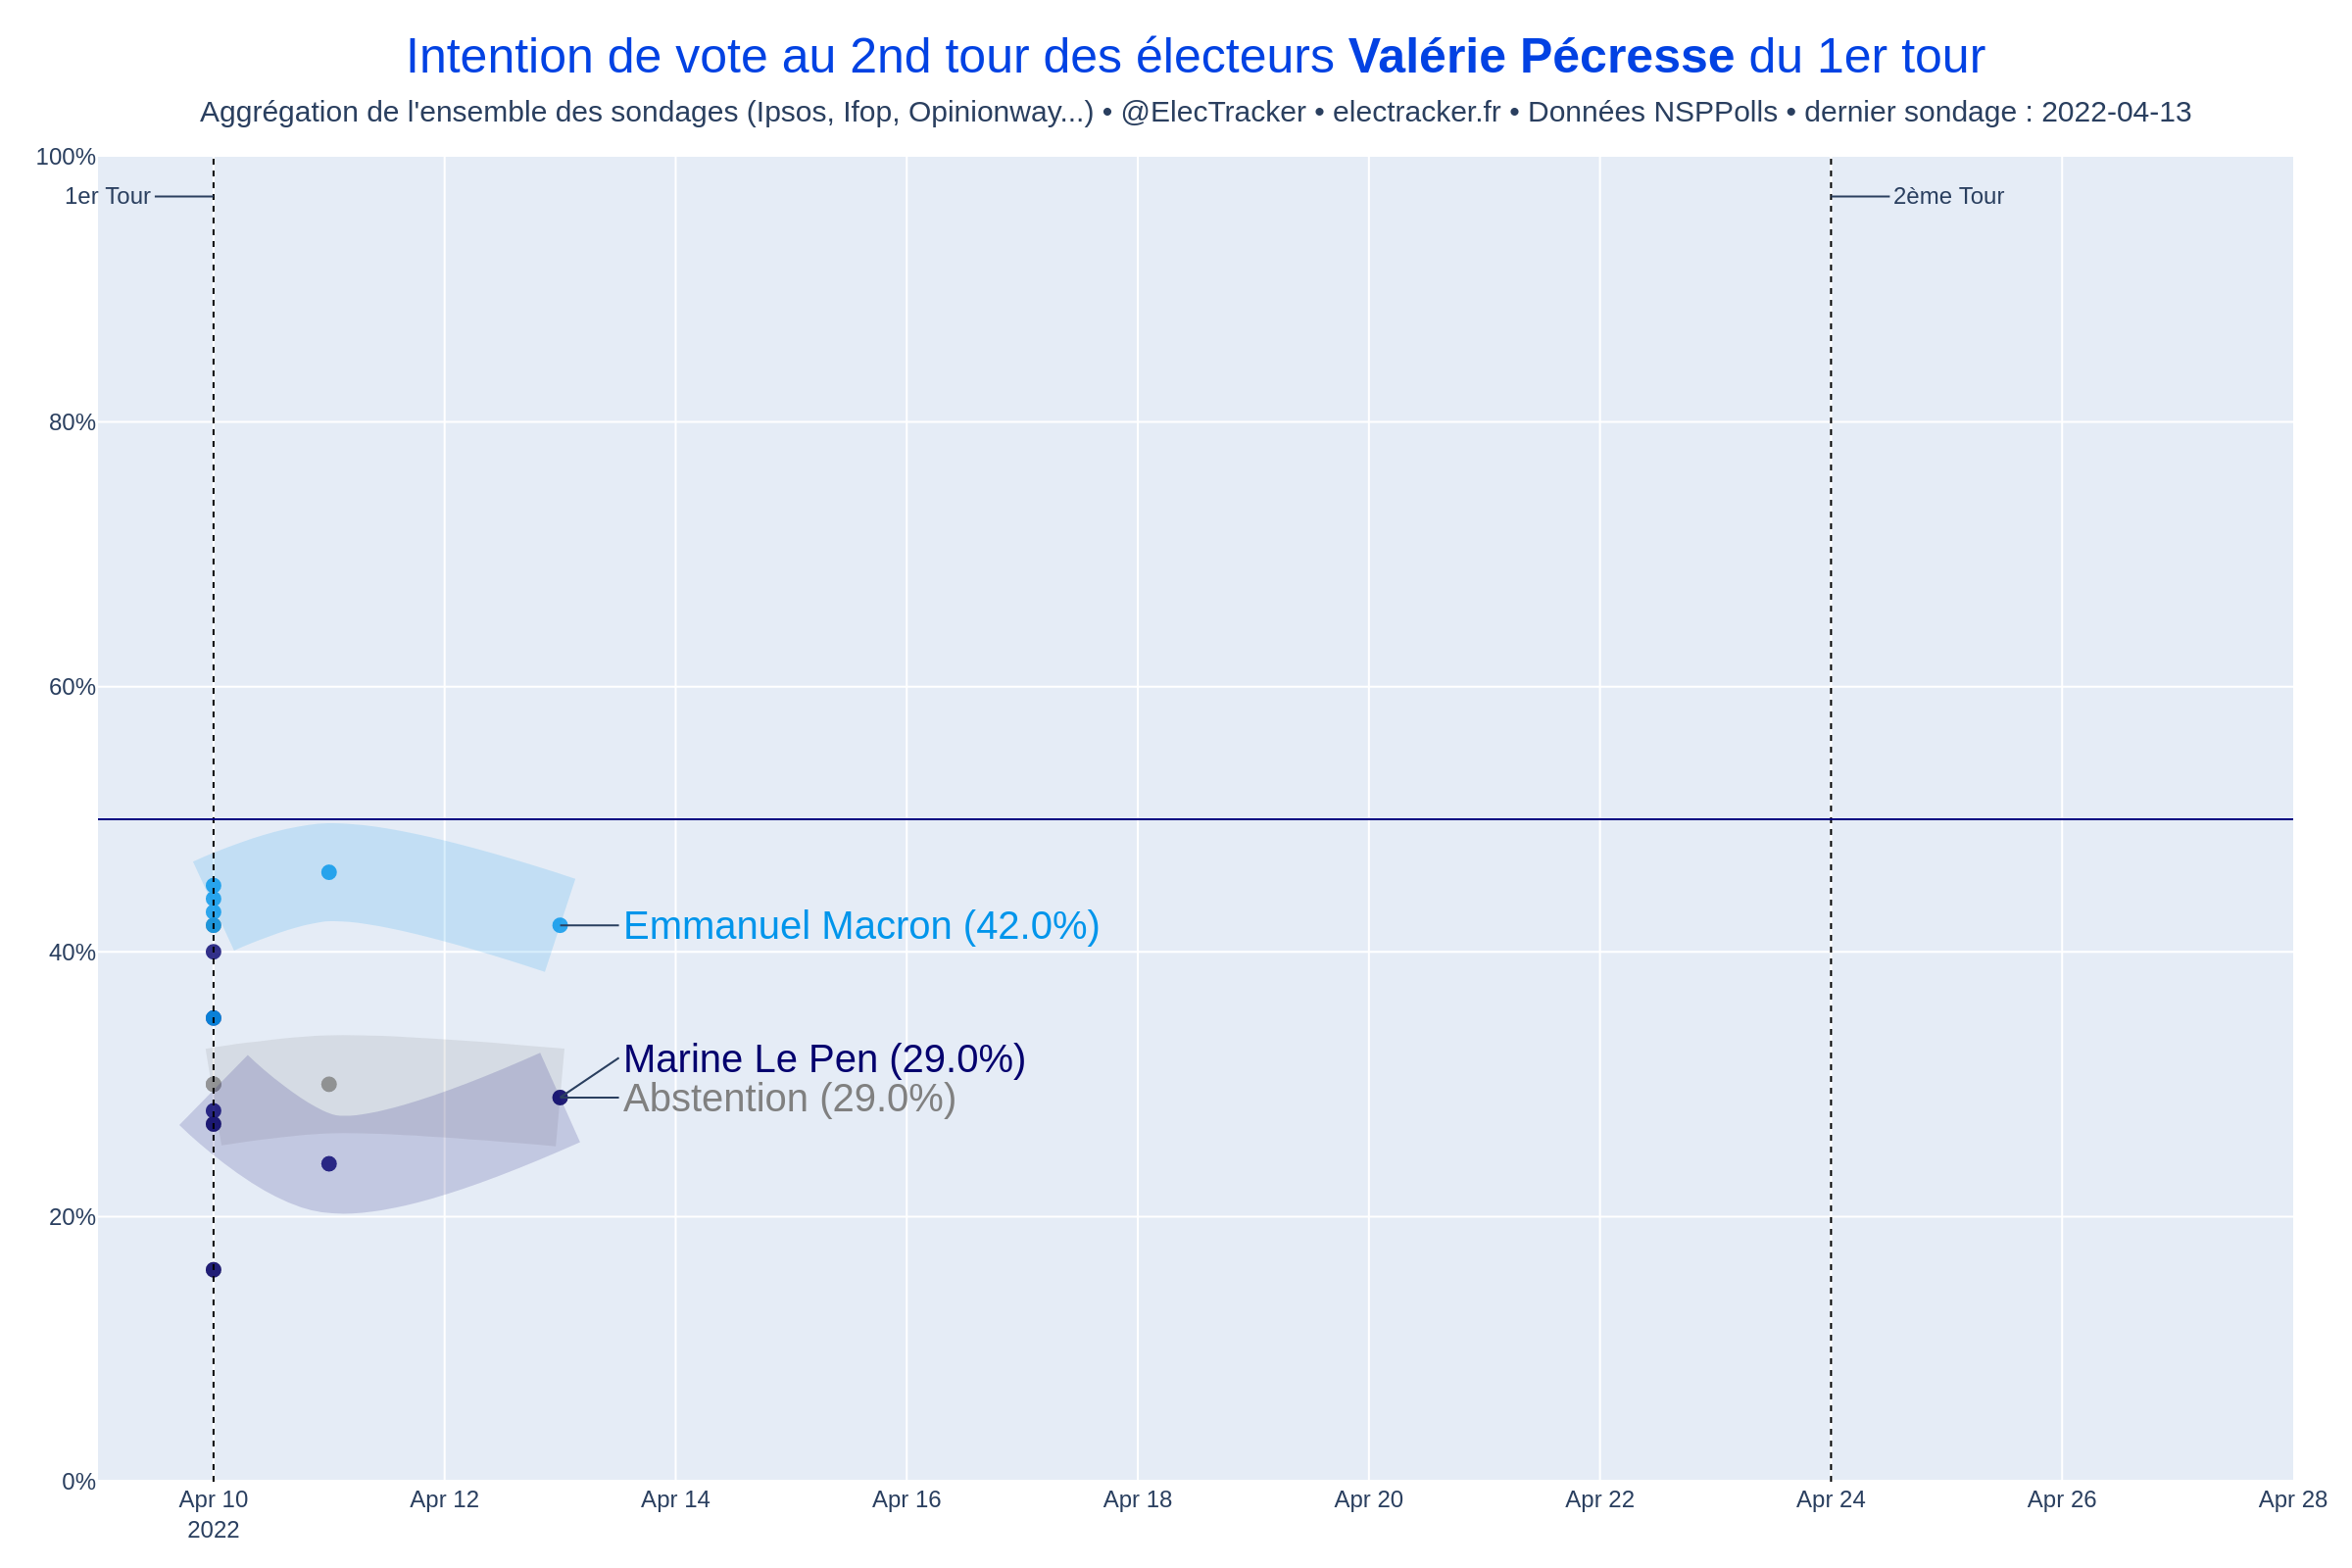 Intention de vote au 2nd tour des électeurs Valérie Pécresse du 1er tour
Aggrégation de l'ensemble des sondages (Ipsos, Ifop, Opinionway...) • @ElecTracker • electracker.fr • Données NSPPolls • dernier sondage : 2022-04-13
100%
1er Tour
2ème Tour
80%
60%
Emmanuel Macron (42.0%)
40%
Marine Le Pen (29.0%)
Abstention (29.0%)
20%
0%
Apr 10 Apr 12 Apr 14 Apr 16 Apr 18 Apr 20 Apr 22 Apr 24 Apr 26 Apr 28
2022